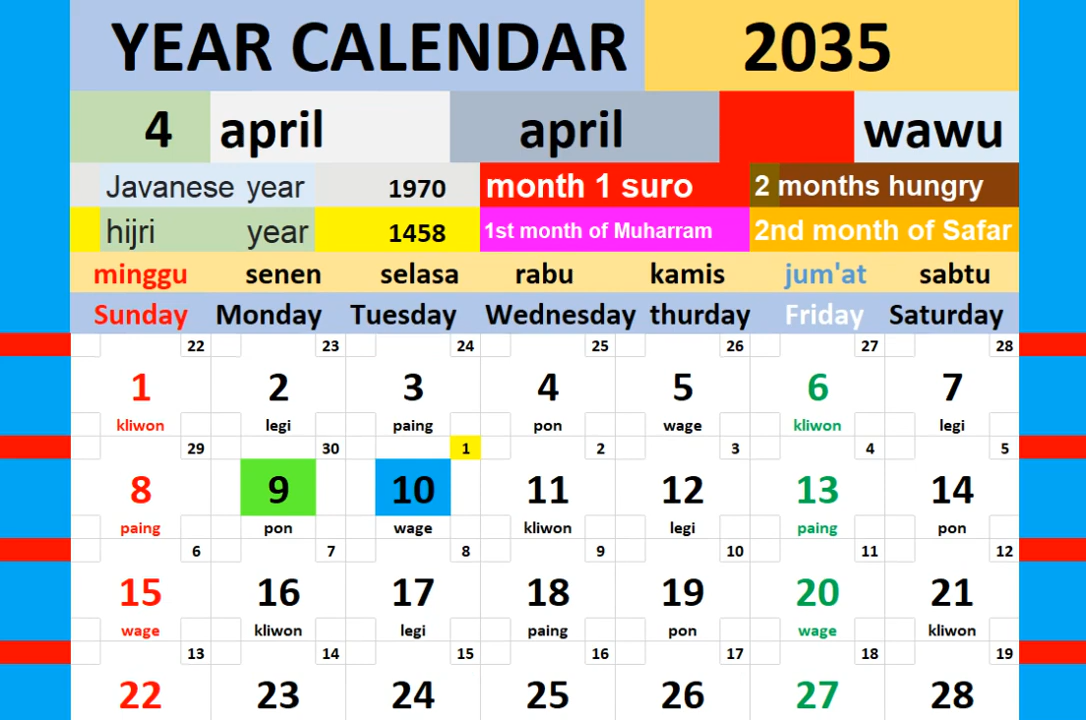 YEAR CALENDAR 2035
4 april april wawu
Javanese year 1970 month 1 suro 2 months hungry
hijri year 1458 1st month of Muharram 2nd month of Safar
minggu senen selasa rabu kamis jum'at sabtu
Sunday Monday Tuesday Wednesday thurday Friday Saturday
22 23 24 25 26 27 28
1 2 3 4 5 6 7
kliwon legi paing pon wage kliwon legi
29 30 1 2 3 4 5
8 9 10 11 12 13 14
paing pon wage kliwon legi paing pon
6 7 8 9 10 11 12
15 16 17 18 19 20 21
wage kliwon legi paing pon wage kliwon
13 14 15 16 17 18 19
22 23 24 25 26 27 28